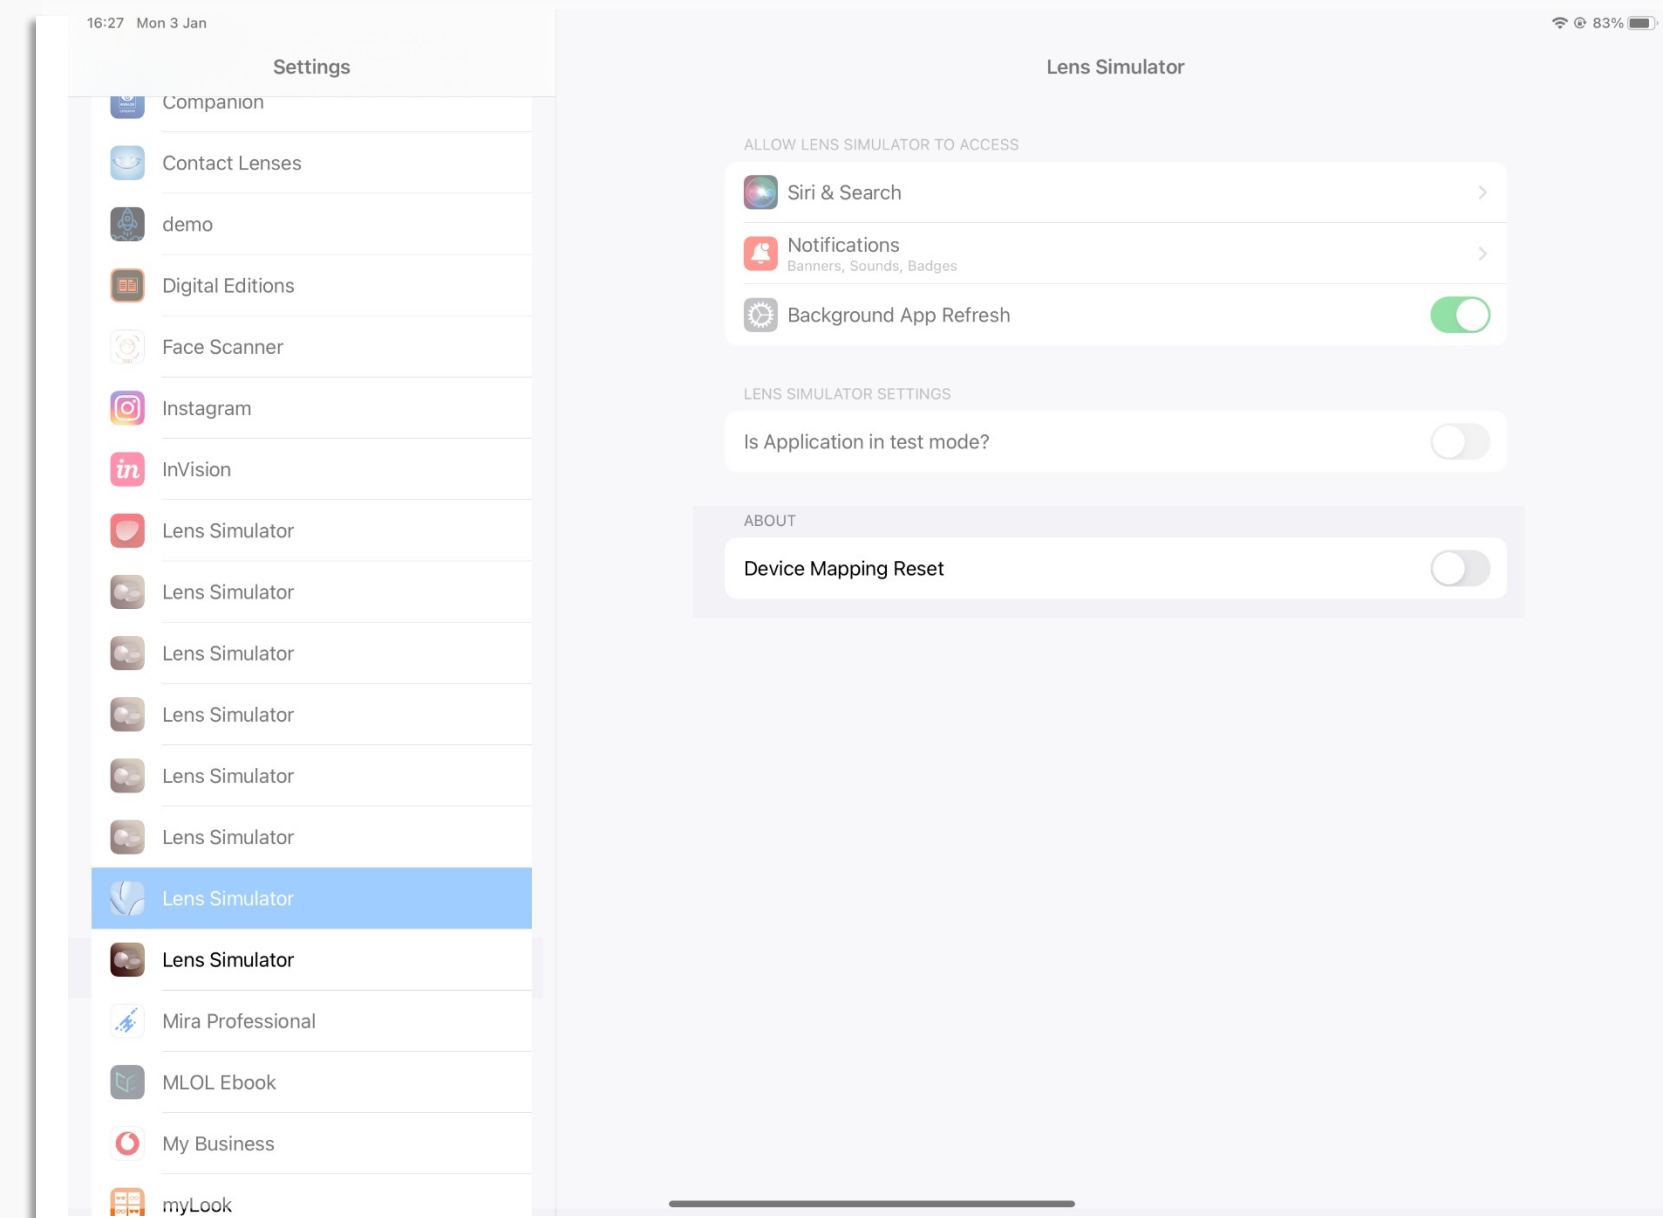 16:27 Mon 3 Jan
83%
Settings
Companion
Contact Lenses
demo
Digital Editions
Face Scanner
Instagram
in
InVision
Lens Simulator
Lens Simulator
Lens Simulator
Lens Simulator
Lens Simulator
Lens Simulator
Lens Simulator
Lens Simulator
Mira Professional
MLOL Ebook
My Business
myLook
Lens Simulator
ALLOW LENS SIMULATOR TO ACCESS
Siri & Search
Notifications
Banners, Sounds, Badges
Background App Refresh
LENS SIMULATOR SETTINGS
Is Application in test mode?
ABOUT
Device Mapping Reset